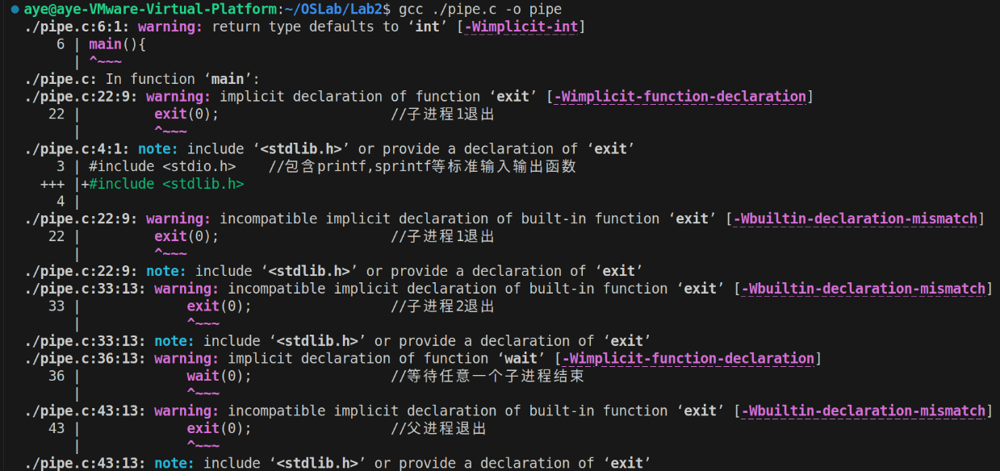 aye@aye-VMware-Virtual-Platform:~/OSLab/Lab2$ gcc ./pipe.c -o pipe
./pipe.c:6:1: warning: return type defaults to ‘int’ [-Wimplicit-int]
    6 | main(){
      | ^~~~
./pipe.c: In function ‘main’:
./pipe.c:22:9: warning: implicit declaration of function ‘exit’ [-Wimplicit-function-declaration]
   22 |         exit(0);                     //子进程1退出
      |         ^~~~
./pipe.c:4:1: note: include ‘<stdlib.h>’ or provide a declaration of ‘exit’
    3 | #include <stdio.h>    //包含printf,sprintf等标准输入输出函数
  +++ |+#include <stdlib.h>
    4 |
./pipe.c:22:9: warning: incompatible implicit declaration of built-in function ‘exit’ [-Wbuiltin-declaration-mismatch]
   22 |         exit(0);                     //子进程1退出
      |         ^~~~
./pipe.c:22:9: note: include ‘<stdlib.h>’ or provide a declaration of ‘exit’
./pipe.c:33:13: warning: incompatible implicit declaration of built-in function ‘exit’ [-Wbuiltin-declaration-mismatch]
   33 |             exit(0);                 //子进程2退出
      |             ^~~~
./pipe.c:33:13: note: include ‘<stdlib.h>’ or provide a declaration of ‘exit’
./pipe.c:36:13: warning: implicit declaration of function ‘wait’ [-Wimplicit-function-declaration]
   36 |             wait(0);                 //等待任意一个子进程结束
      |             ^~~~
./pipe.c:43:13: warning: incompatible implicit declaration of built-in function ‘exit’ [-Wbuiltin-declaration-mismatch]
   43 |             exit(0);                 //父进程退出
      |             ^~~~
./pipe.c:43:13: note: include ‘<stdlib.h>’ or provide a declaration of ‘exit’